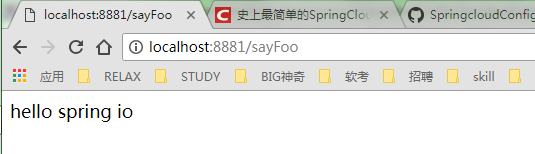 localhost:8881/sayFoo 史上最简单的SpringClou SpringcloudConfig
localhost:8881/sayFoo
应用 RELAX STUDY BIG神奇 软考 招聘 skill
hello spring io